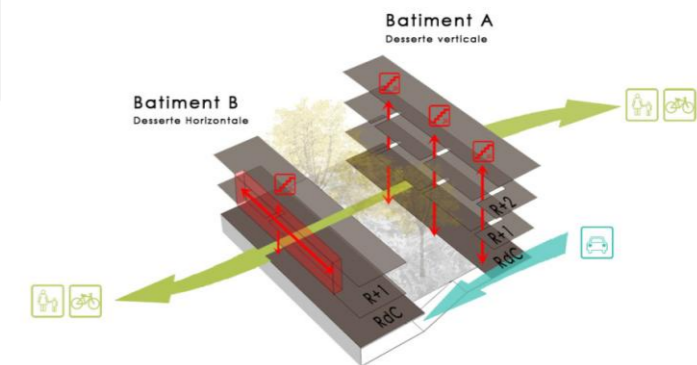 Batiment A
Desserte verticale
Batiment B
Desserte Horizontale
R+2
R+1
RdC
R+1
RdC